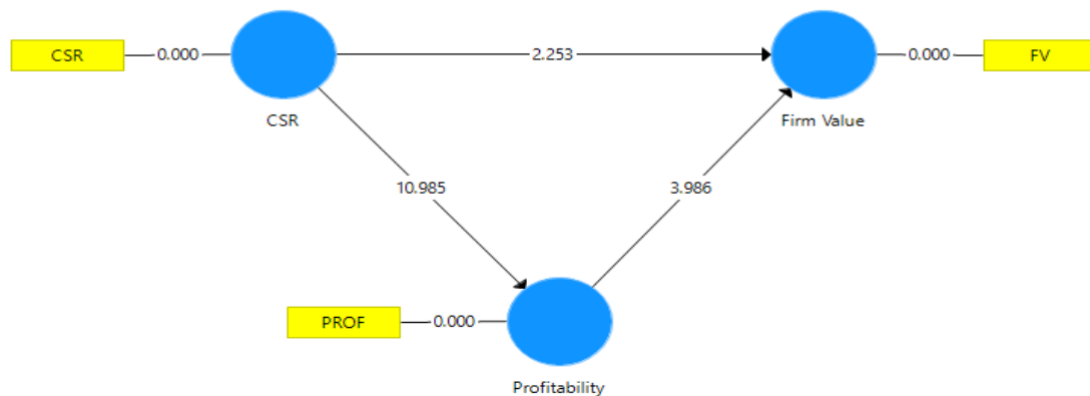 CSR
0.000
2.253
0.000
FV
CSR
Firm Value
10.985
3.986
PROF
0.000
Profitability